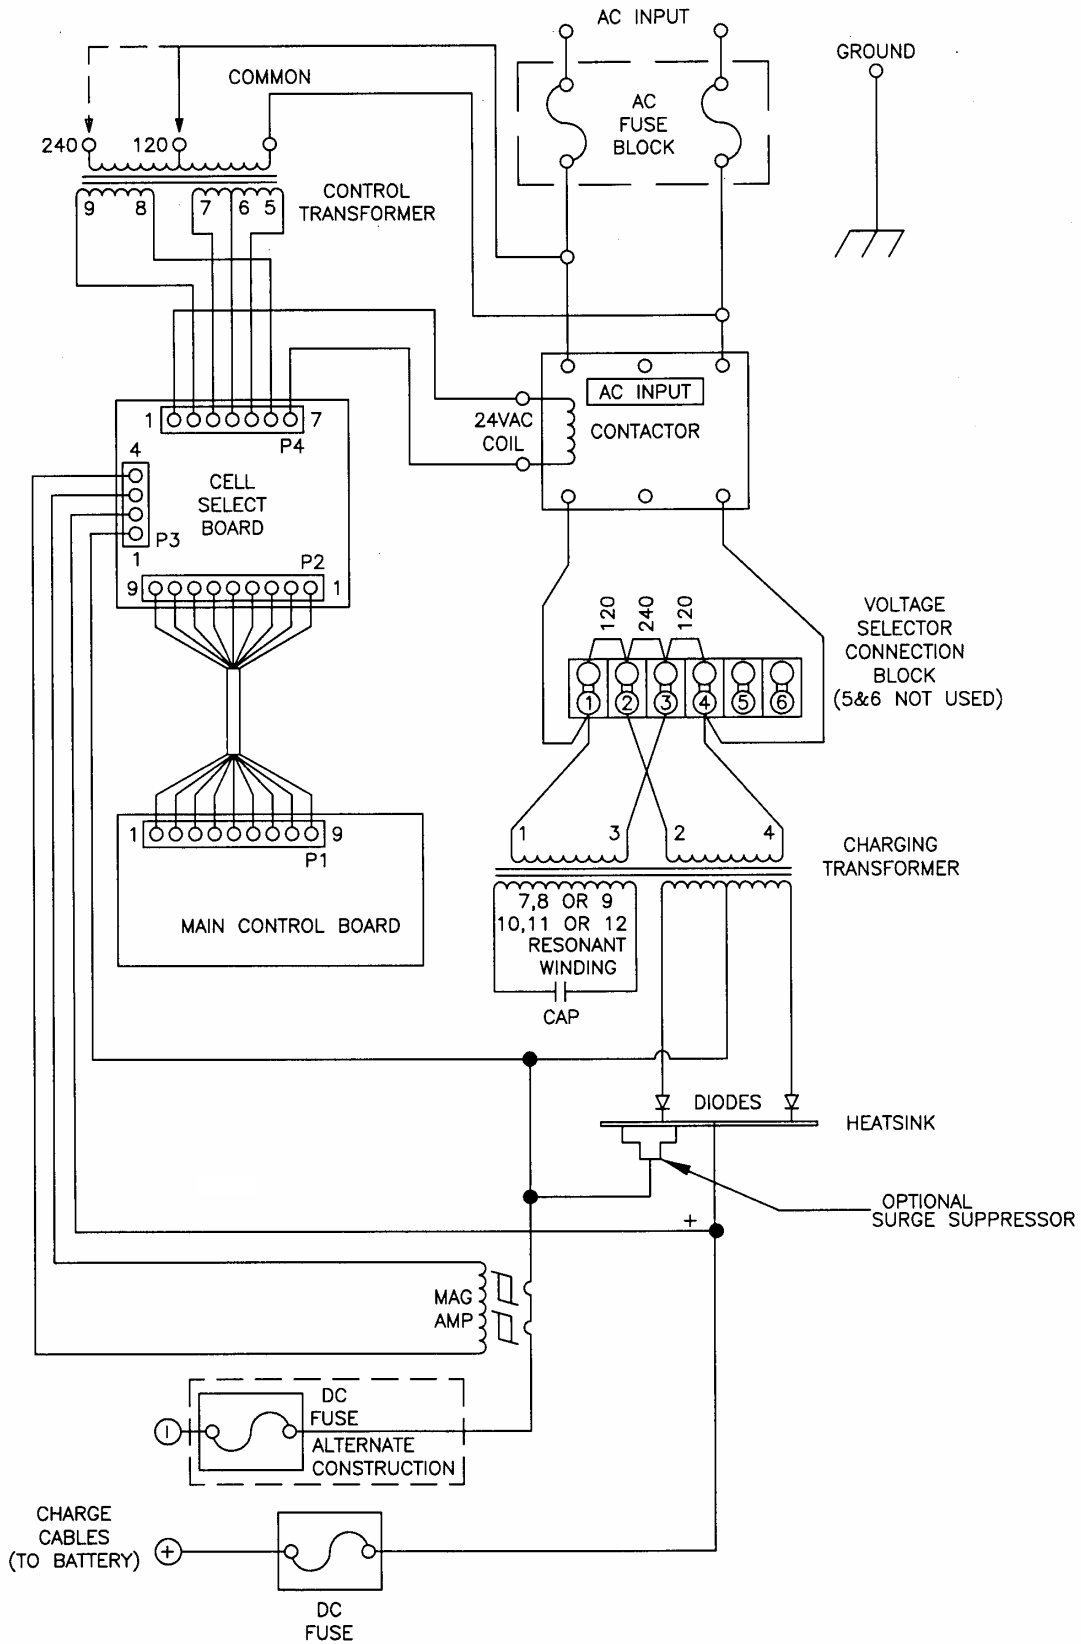 AC INPUT
GROUND
COMMON
AC
FUSE
BLOCK
240
120
9
8
7
6
5
CONTROL
TRANSFORMER
AC INPUT
24VAC
COIL
CONTACTOR
1
7
P4
4
CELL
SELECT
BOARD
P3
1
P2
9
1
120
240
120
VOLTAGE
SELECTOR
CONNECTION
BLOCK
(5&6 NOT USED)
1
2
3
4
5
6
1
9
P1
MAIN CONTROL BOARD
1
3
2
4
CHARGING
TRANSFORMER
7,8 OR 9
10,11 OR 12
RESONANT
WINDING
CAP
DIODES
HEATSINK
OPTIONAL
SURGE SUPPRESSOR
+
MAG
AMP
DC
FUSE
ALTERNATE
CONSTRUCTION
CHARGE
CABLES
(TO BATTERY)
+
DC
FUSE